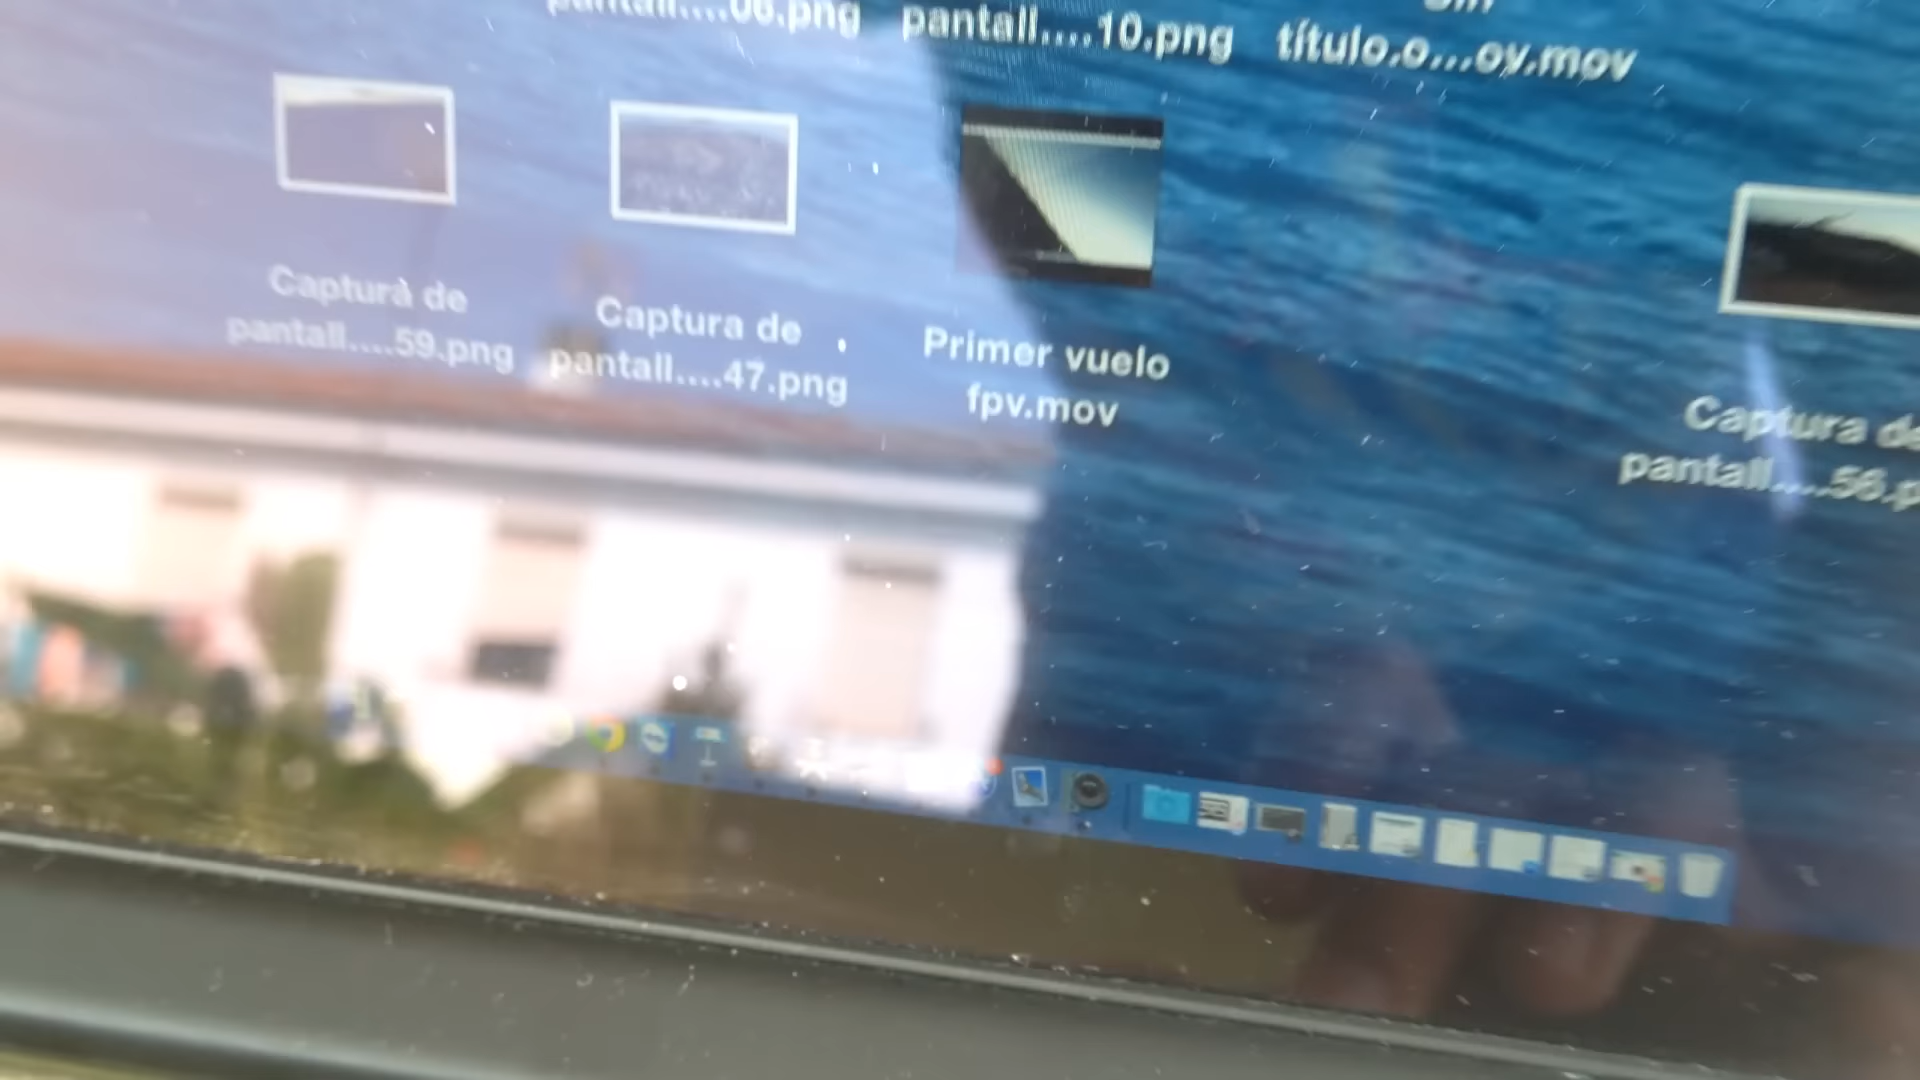 pantall....06.png
pantall....10.png
título.o...ov.mov
Captura de
pantall....59.png
Captura de
pantall....47.png
Primer vuelo
fpv.mov
Captura de
pantall....56.p